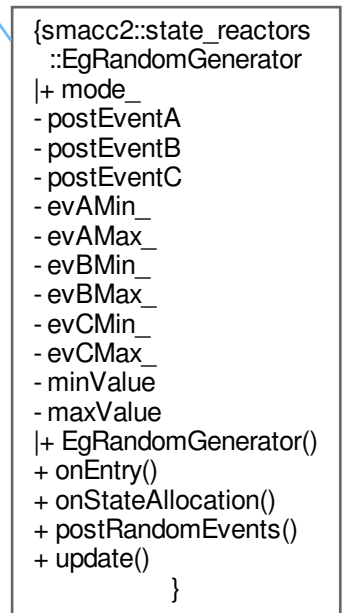 {smacc2::state_reactors
::EgRandomGenerator
|+ mode_
- postEventA
- postEventB
- postEventC
- evAMin_
- evAMax_
- evBMin_
- evBMax_
- evCMin_
- evCMax_
- minValue
- maxValue
|+ EgRandomGenerator()
+ onEntry()
+ onStateAllocation()
+ postRandomEvents()
+ update()
}